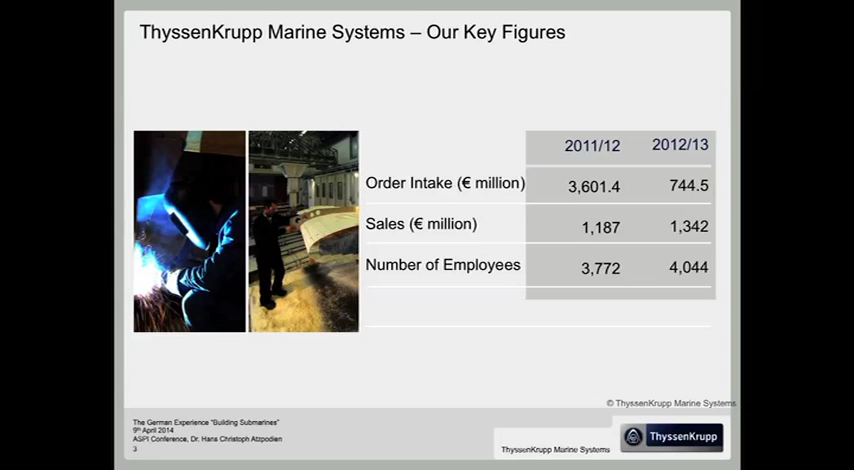 ThyssenKrupp Marine Systems – Our Key Figures
2011/12 2012/13
Order Intake (€ million) 3,601.4 744.5
Sales (€ million) 1,187 1,342
Number of Employees 3,772 4,044
© ThyssenKrupp Marine Systems
The German Experience "Building Submarines"
9th April 2014
ASPI Conference, Dr. Hans Christoph Atzpodien
3
ThyssenKrupp Marine Systems
ThyssenKrupp